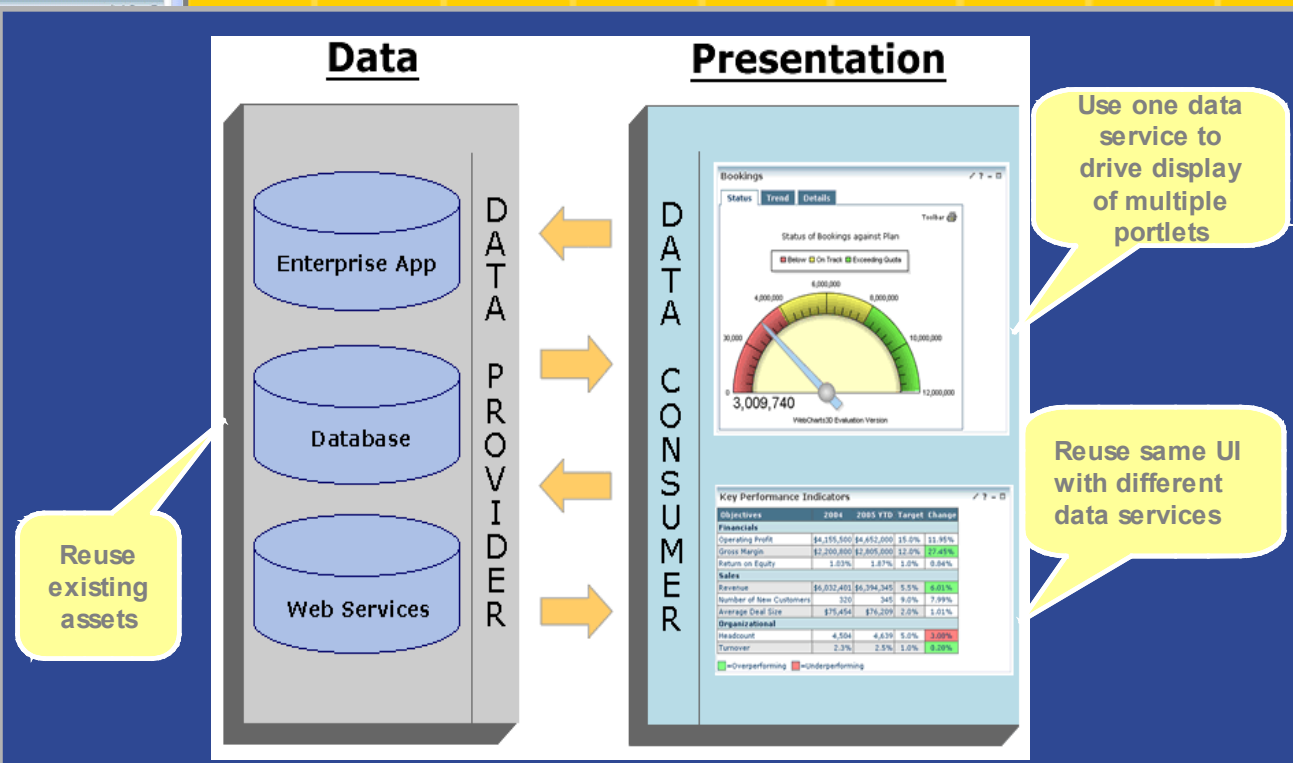 Data
Presentation
Use one data
service to
drive display
of multiple
portlets
Enterprise App
Database
Web Services
DATA PROVIDER
DATA CONSUMER
Bookings
Status Trend Details
Toolbar
Status of Bookings against Plan
Below On Track Exceeding Quota
6,000,000
4,000,000 8,000,000
10,000,000
0 12,000,000
3,009,740
WebCharts3D Evaluation Version
Reuse same UI
with different
data services
Reuse
existing
assets
Key Performance Indicators
Objectives 2004 2005 YTD Target Change
Financials
Operating Profit $4,155,500 $4,652,000 15.0% 11.95%
Gross Margin $2,200,800 $2,805,000 12.0% 27.45%
Return on Equity 1.03% 1.87% 1.0% 0.84%
Sales
Revenue $6,032,401 $6,394,345 5.5% 6.01%
Number of New Customers 320 345 9.0% 7.99%
Average Deal Size $75,454 $76,209 2.0% 1.01%
Organizational
Headcount 4,504 4,639 5.0% 3.00%
Turnover 2.3% 2.5% 1.0% 0.20%
=Overperforming =Underperforming